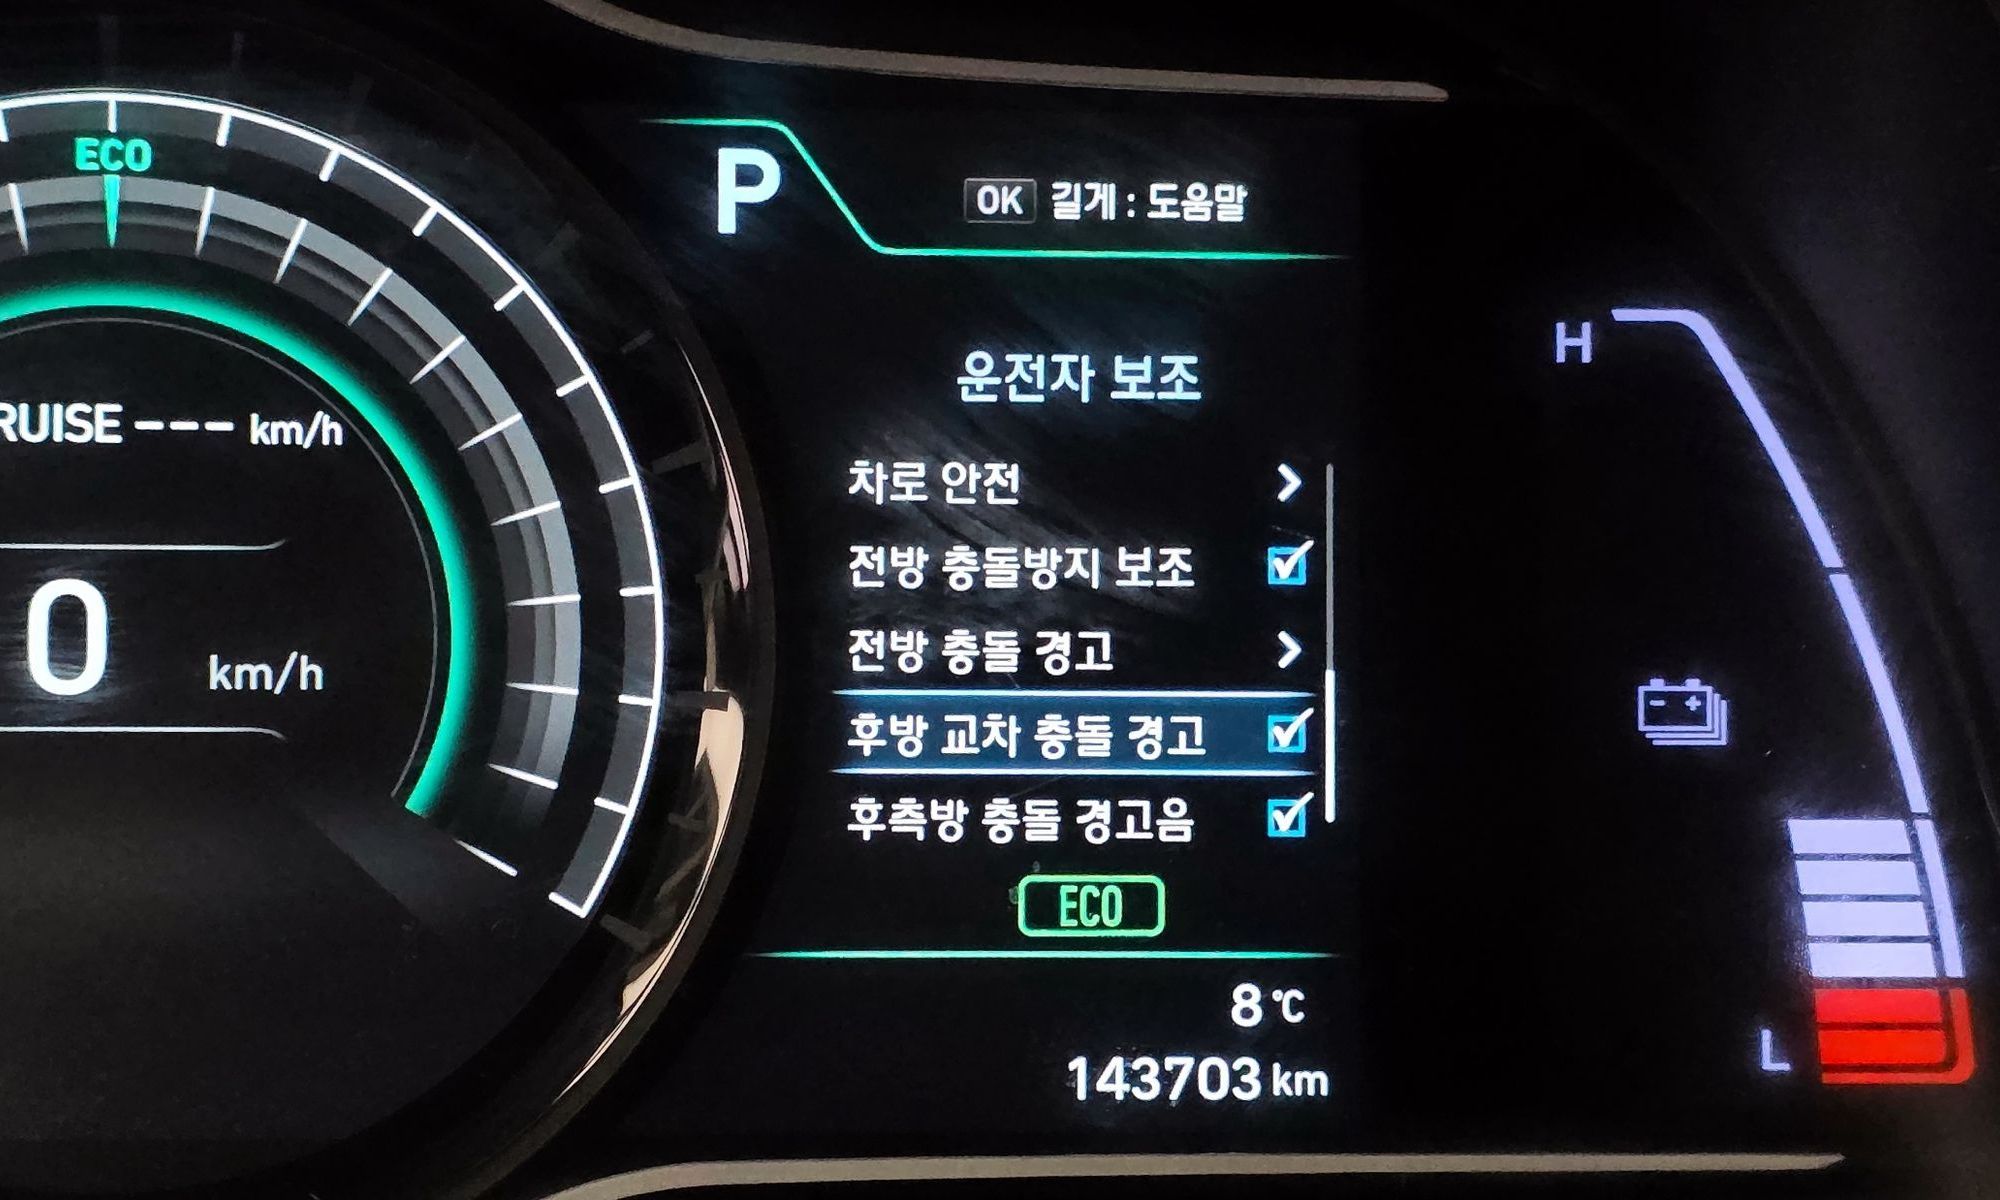 ECO
RUISE --- km/h
0 km/h
P
OK 길게 : 도움말
운전자 보조
차로 안전
전방 충돌방지 보조
전방 충돌 경고
후방 교차 충돌 경고
후측방 충돌 경고음
ECO
8 ℃
143703 km
H
L